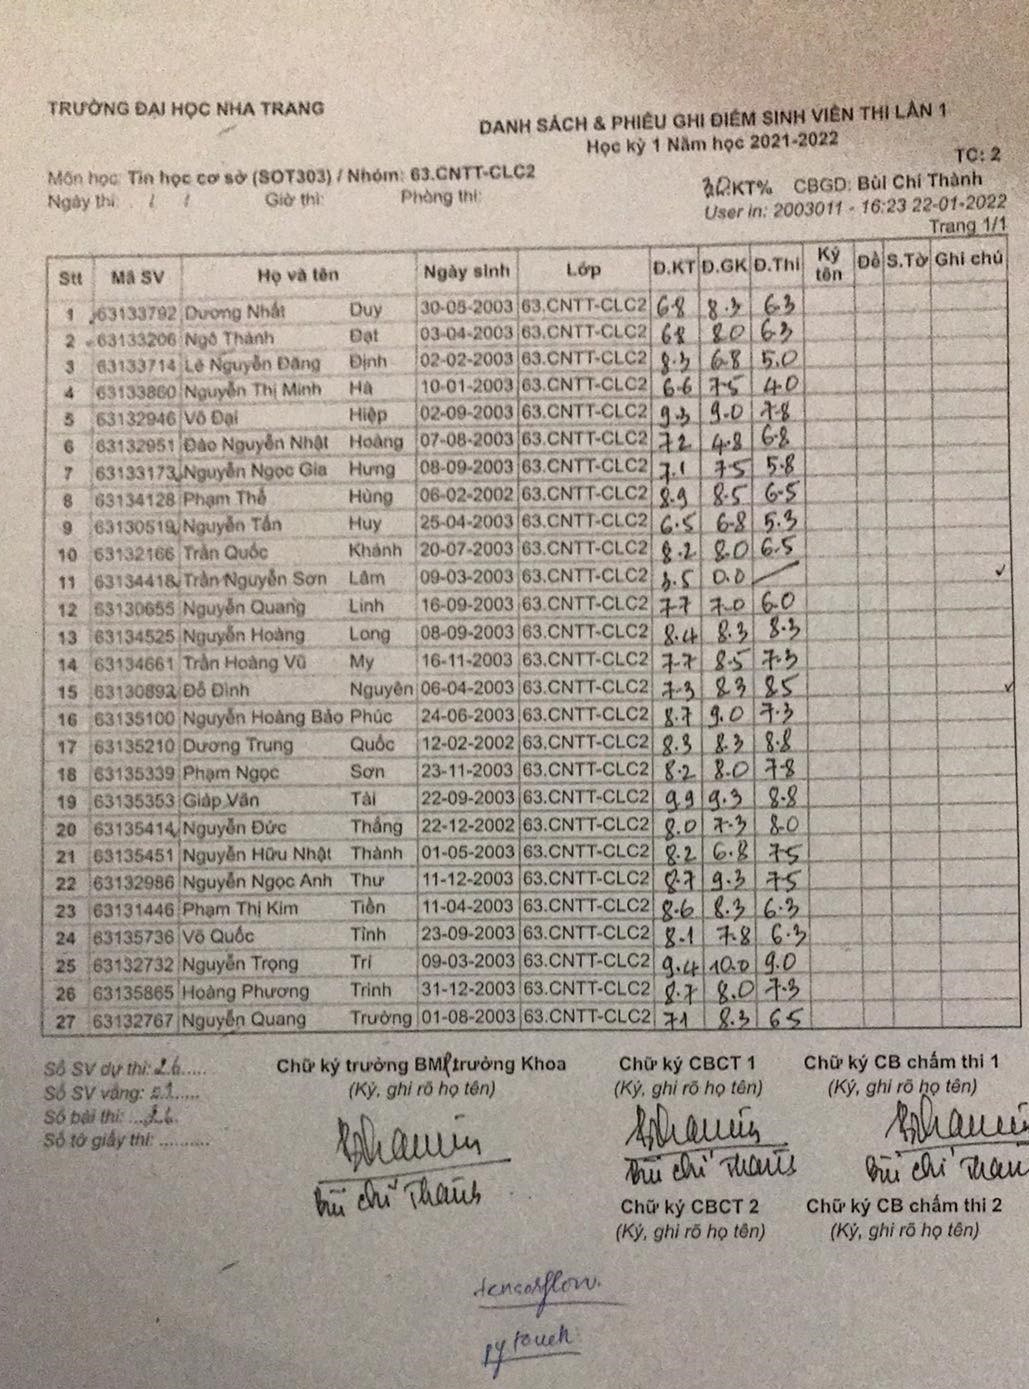 TRƯỜNG ĐẠI HỌC NHA TRANG
DANH SÁCH & PHIẾU GHI ĐIỂM SINH VIÊN THI LẦN 1
Học kỳ 1 Năm học 2021-2022
TC: 2
Môn học: Tin học cơ sở (SOT303) / Nhóm: 63.CNTT-CLC2
KT% CBGD: Bùi Chí Thành
Ngày thi: / / Giờ thi: Phòng thi:
User in: 2003011 - 16:23 22-01-2022
Trang 1/1
Stt Mã SV Họ và tên Ngày sinh Lớp Đ.KT Đ.GK Đ.Thi Ký tên Đề S.Tờ Ghi chú
1 63133792 Dương Nhất Duy 30-05-2003 63.CNTT-CLC2 6.8 8.3 6.3
2 63133206 Ngô Thành Đạt 03-04-2003 63.CNTT-CLC2 6.8 8.0 6.3
3 63133714 Lê Nguyễn Đăng Định 02-02-2003 63.CNTT-CLC2 8.3 6.8 5.0
4 63133860 Nguyễn Thị Minh Hà 10-01-2003 63.CNTT-CLC2 6.6 7.5 4.0
5 63132946 Võ Đại Hiệp 02-09-2003 63.CNTT-CLC2 9.3 9.0 7.8
6 63132951 Đào Nguyễn Nhật Hoàng 07-08-2003 63.CNTT-CLC2 7.2 4.8 6.8
7 63133173 Nguyễn Ngọc Gia Hưng 08-09-2003 63.CNTT-CLC2 7.1 7.5 5.8
8 63134128 Phạm Thế Hùng 06-02-2002 63.CNTT-CLC2 8.9 8.5 6.5
9 63130519 Nguyễn Tấn Huy 25-04-2003 63.CNTT-CLC2 6.5 6.8 5.3
10 63132166 Trần Quốc Khánh 20-07-2003 63.CNTT-CLC2 8.2 8.0 6.5
11 63134418 Trần Nguyễn Sơn Lâm 09-03-2003 63.CNTT-CLC2 3.5 0.0 ✓
12 63130655 Nguyễn Quang Linh 16-09-2003 63.CNTT-CLC2 7.7 7.0 6.0
13 63134525 Nguyễn Hoàng Long 08-09-2003 63.CNTT-CLC2 8.4 8.3 8.3
14 63134661 Trần Hoàng Vũ My 16-11-2003 63.CNTT-CLC2 7.7 8.5 7.3
15 63130892 Đỗ Đình Nguyên 06-04-2003 63.CNTT-CLC2 7.3 8.3 8.5 ✓
16 63135100 Nguyễn Hoàng Bảo Phúc 24-06-2003 63.CNTT-CLC2 8.7 9.0 7.3
17 63135210 Dương Trung Quốc 12-02-2002 63.CNTT-CLC2 8.3 8.3 8.8
18 63135339 Phạm Ngọc Sơn 23-11-2003 63.CNTT-CLC2 8.2 8.0 7.8
19 63135353 Giáp Văn Tài 22-09-2003 63.CNTT-CLC2 9.9 9.3 8.8
20 63135414 Nguyễn Đức Thắng 22-12-2002 63.CNTT-CLC2 8.0 7.3 8.0
21 63135451 Nguyễn Hữu Nhật Thành 01-05-2003 63.CNTT-CLC2 8.2 6.8 7.5
22 63132986 Nguyễn Ngọc Anh Thư 11-12-2003 63.CNTT-CLC2 8.7 9.3 7.5
23 63131446 Phạm Thị Kim Tiền 11-04-2003 63.CNTT-CLC2 8.6 8.3 6.3
24 63135736 Võ Quốc Tính 23-09-2003 63.CNTT-CLC2 8.1 7.8 6.3
25 63132732 Nguyễn Trọng Trí 09-03-2003 63.CNTT-CLC2 9.4 10.0 9.0
26 63135865 Hoàng Phương Trinh 31-12-2003 63.CNTT-CLC2 8.7 8.0 7.3
27 63132767 Nguyễn Quang Trường 01-08-2003 63.CNTT-CLC2 7.1 8.3 6.5
Số SV dự thi: 26..... Chữ ký trưởng BM/trưởng Khoa Chữ ký CBCT 1 Chữ ký CB chấm thi 1
Số SV vắng: 01..... (Ký, ghi rõ họ tên) (Ký, ghi rõ họ tên) (Ký, ghi rõ họ tên)
Số bài thi: ...26
Số tờ giấy thi: ..........
Bùi Chí Thành Bùi Chí Thành Bùi Chí Thàn
Chữ ký CBCT 2 Chữ ký CB chấm thi 2
(Ký, ghi rõ họ tên) (Ký, ghi rõ họ tên)
tensorflow.
pytouch